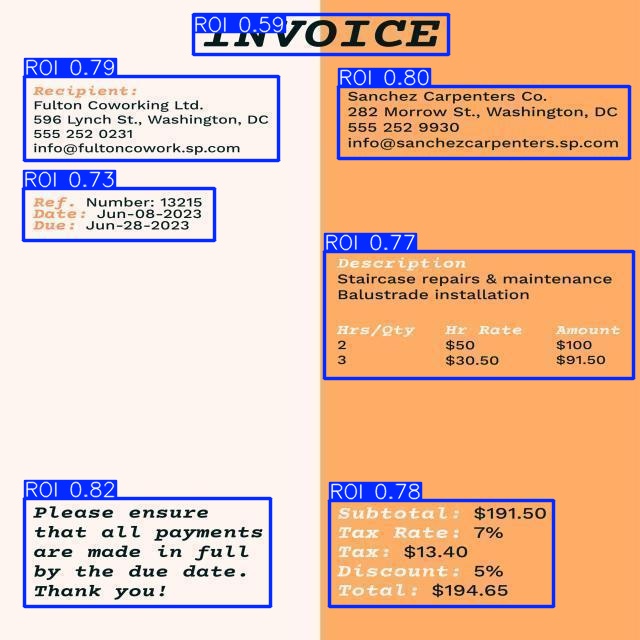 ROI 0.59
INVOICE
ROI 0.79
Recipient:
Fulton Coworking Ltd.
596 Lynch St., Washington, DC
555 252 0231
info@fultoncowork.sp.com
ROI 0.80
Sanchez Carpenters Co.
282 Morrow St., Washington, DC
555 252 9930
info@sanchezcarpenters.sp.com
ROI 0.73
Ref. Number: 13215
Date: Jun-08-2023
Due: Jun-28-2023
ROI 0.77
Description
Staircase repairs & maintenance
Balustrade installation
Hrs/Qty Hr Rate Amount
2 $50 $100
3 $30.50 $91.50
ROI 0.82
Please ensure
that all payments
are made in full
by the due date.
Thank you!
ROI 0.78
Subtotal: $191.50
Tax Rate: 7%
Tax: $13.40
Discount: 5%
Total: $194.65